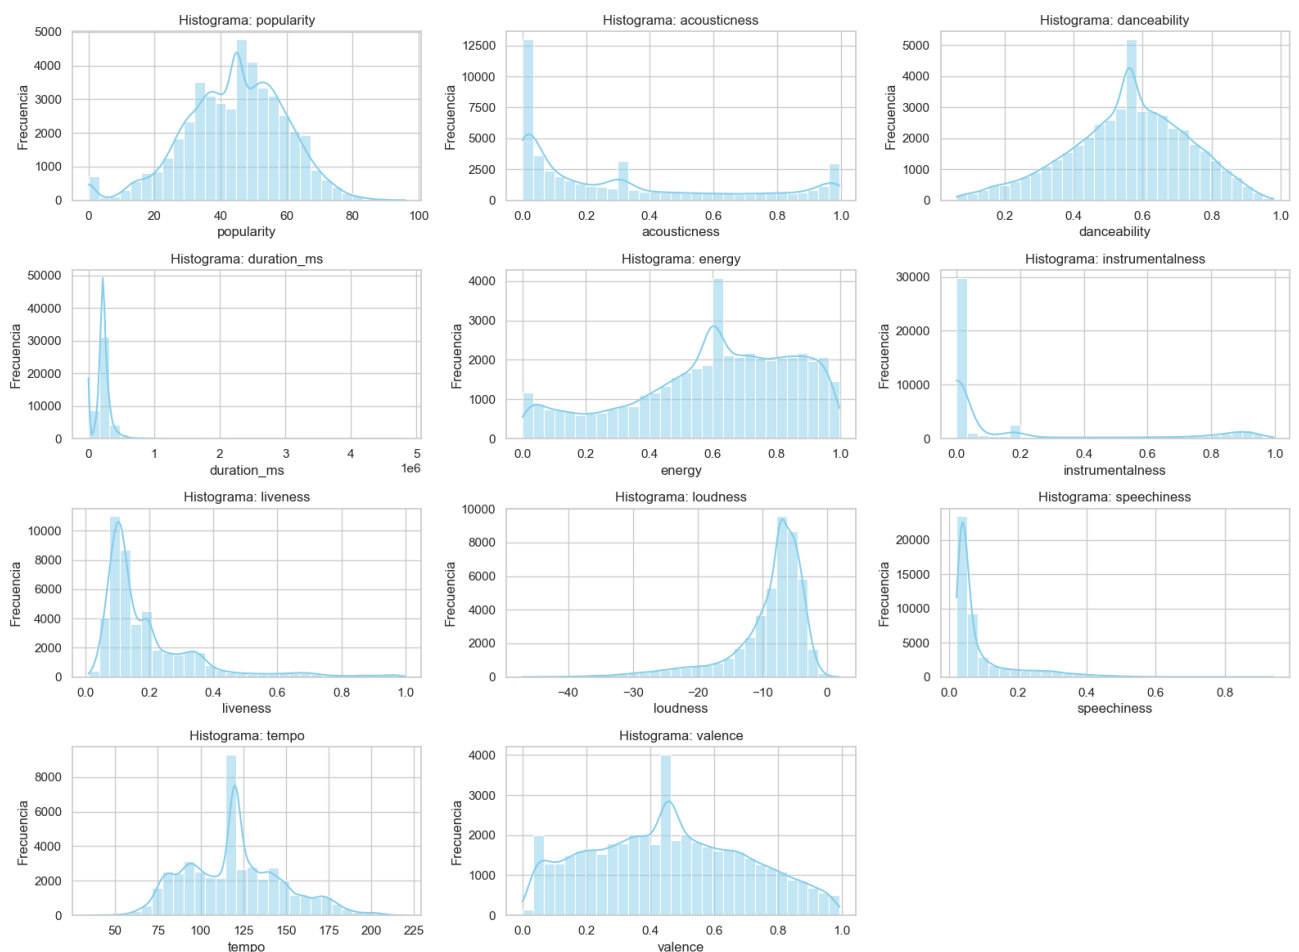 Histograma: popularity
5000
4000
3000
2000
1000
0
Frecuencia
0 20 40 60 80 100
popularity
Histograma: acousticness
12500
10000
7500
5000
2500
0
Frecuencia
0.0 0.2 0.4 0.6 0.8 1.0
acousticness
Histograma: danceability
5000
4000
3000
2000
1000
0
Frecuencia
0.2 0.4 0.6 0.8 1.0
danceability
Histograma: duration_ms
50000
40000
30000
20000
10000
0
Frecuencia
0 1 2 3 4 5
1e6
duration_ms
Histograma: energy
4000
3000
2000
1000
0
Frecuencia
0.0 0.2 0.4 0.6 0.8 1.0
energy
Histograma: instrumentalness
30000
20000
10000
0
Frecuencia
0.0 0.2 0.4 0.6 0.8 1.0
instrumentalness
Histograma: liveness
10000
8000
6000
4000
2000
0
Frecuencia
0.0 0.2 0.4 0.6 0.8 1.0
liveness
Histograma: loudness
10000
8000
6000
4000
2000
0
Frecuencia
−40 −30 −20 −10 0
loudness
Histograma: speechiness
20000
15000
10000
5000
0
Frecuencia
0.0 0.2 0.4 0.6 0.8
speechiness
Histograma: tempo
8000
6000
4000
2000
0
Frecuencia
50 75 100 125 150 175 200 225
tempo
Histograma: valence
4000
3000
2000
1000
0
Frecuencia
0.0 0.2 0.4 0.6 0.8 1.0
valence